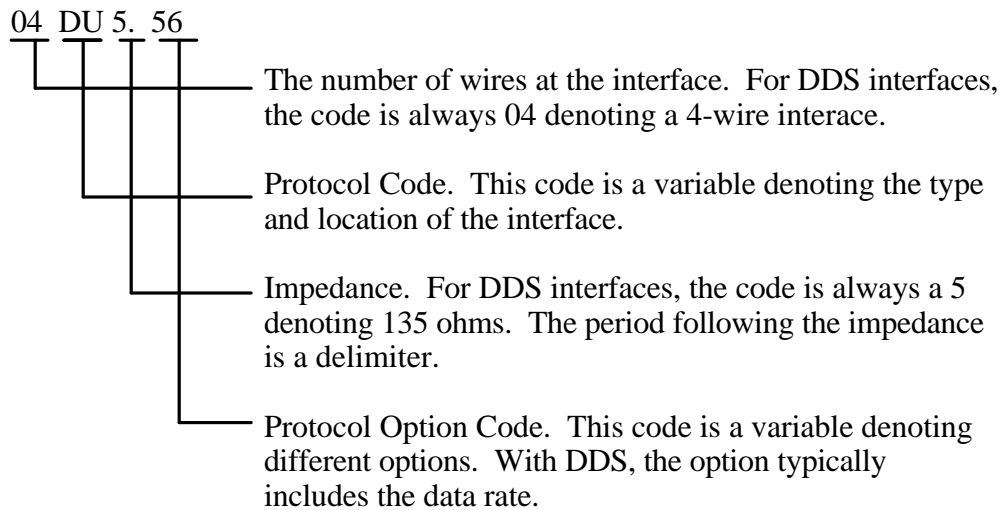 04 DU 5. 56
The number of wires at the interface. For DDS interfaces,
the code is always 04 denoting a 4-wire interace.
Protocol Code. This code is a variable denoting the type
and location of the interface.
Impedance. For DDS interfaces, the code is always a 5
denoting 135 ohms. The period following the impedance
is a delimiter.
Protocol Option Code. This code is a variable denoting
different options. With DDS, the option typically
includes the data rate.